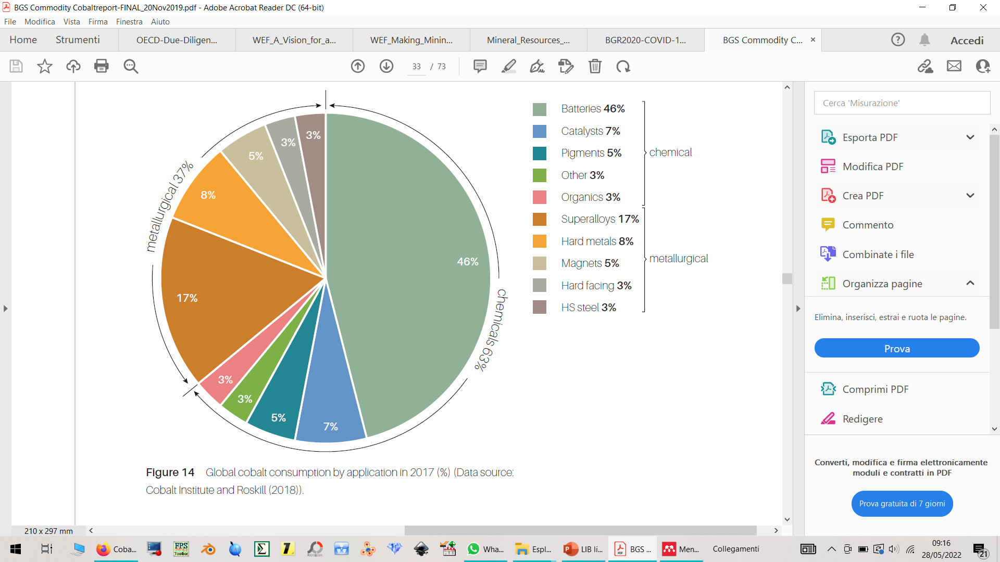 BGS Commodity Cobaltreport-FINAL_20Nov2019.pdf - Adobe Acrobat Reader DC (64-bit)
File Modifica Vista Firma Finestra Aiuto
Home Strumenti OECD-Due-Diligen... WEF_A_Vision_for_a... WEF_Making_Minin... Mineral_Resources_... BGR2020-COVID-1... BGS Commodity C... × Accedi
33 / 73
metallurgical 37%
Chemicals 63%
3%
3%
5%
8%
46%
17%
3%
3%
5%
7%
Batteries 46%
Catalysts 7%
Pigments 5%
Other 3%
Organics 3%
chemical
Superalloys 17%
Hard metals 8%
Magnets 5%
Hard facing 3%
HS steel 3%
metallurgical
Figure 14 Global cobalt consumption by application in 2017 (%) (Data source:
Cobalt Institute and Roskill (2018)).
210 x 297 mm
Cerca 'Misurazione'
Esporta PDF
Modifica PDF
Crea PDF
Commento
Combinate i file
Organizza pagine
Elimina, inserisci, estrai e ruota le pagine.
Prova
Comprimi PDF
Redigere
Converti, modifica e firma elettronicamente
moduli e contratti in PDF
Prova gratuita di 7 giorni
Coba... FPS Toolbar Wha... Espl... LIB li... BGS ... Men... Collegamenti
09:16
28/05/2022
21